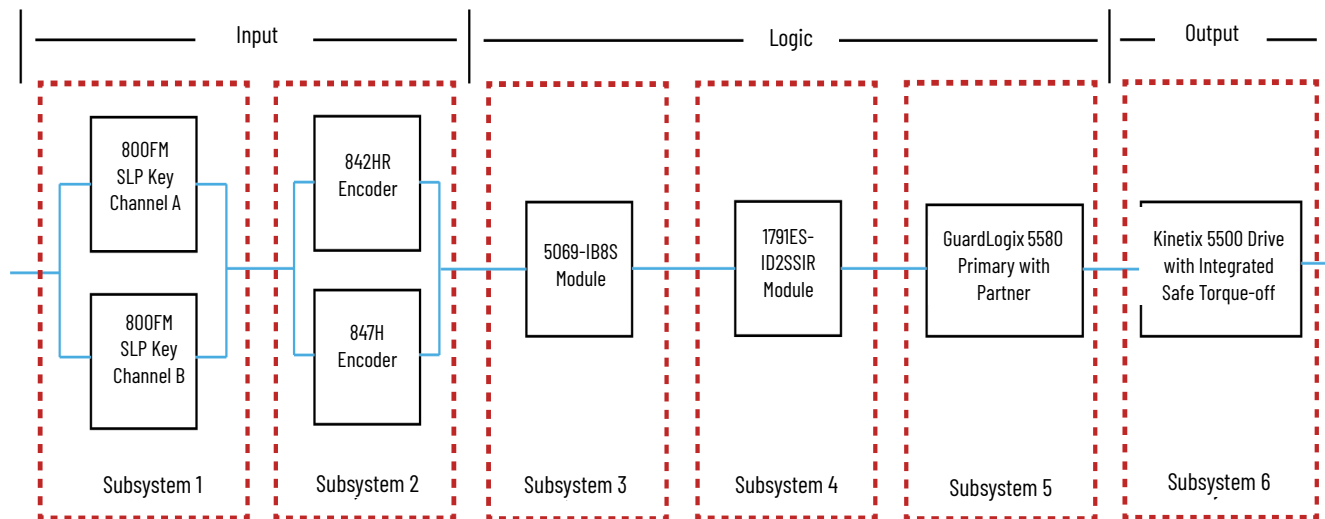 Input
Logic
Output
800FM
SLP Key
Channel A
800FM
SLP Key
Channel B
Subsystem 1
842HR
Encoder
847H
Encoder
Subsystem 2
5069-IB8S
Module
Subsystem 3
1791ES-
ID2SSIR
Module
Subsystem 4
GuardLogix 5580
Primary with
Partner
Subsystem 5
Kinetix 5500 Drive
with Integrated
Safe Torque-off
Subsystem 6